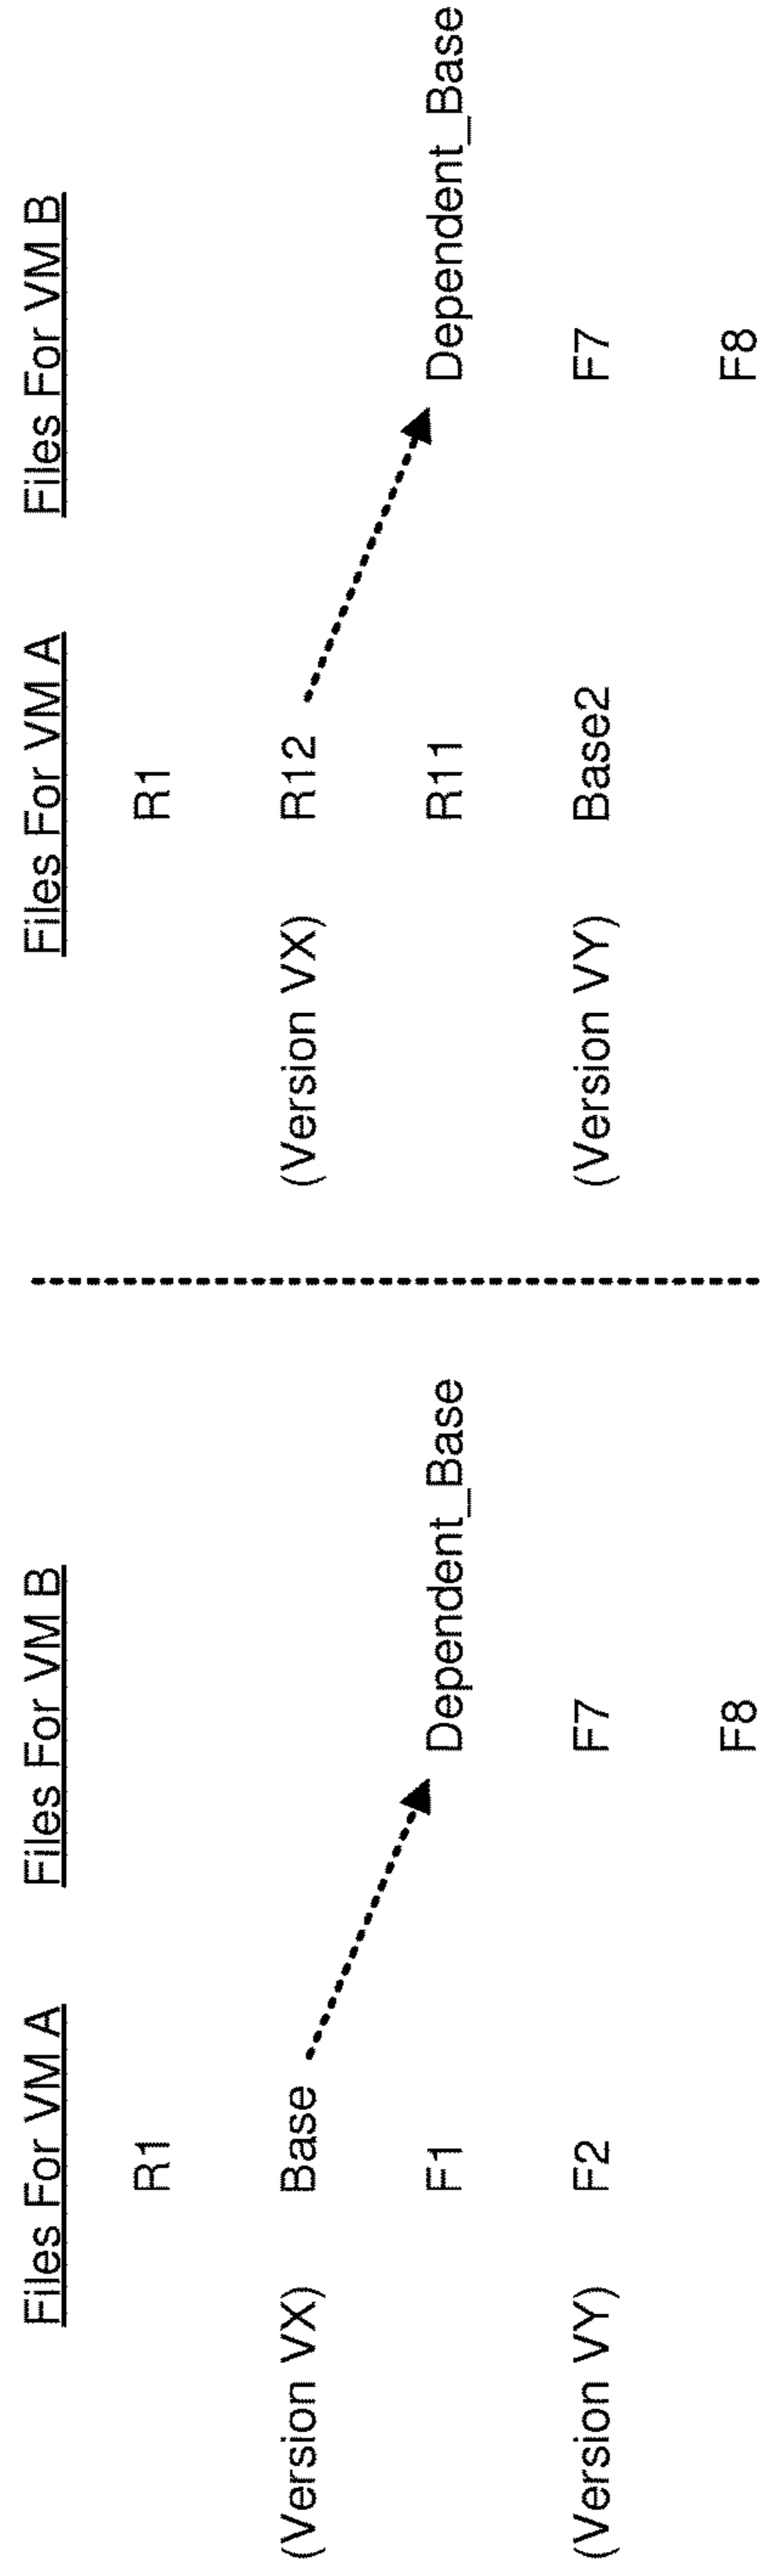 Files For VM A Files For VM B Files For VM A Files For VM B
R1 R1
(Version VX) Base (Version VX) R12
F1 Dependent_Base R11 Dependent_Base
(Version VY) F2 F7 (Version VY) Base2 F7
F8 F8